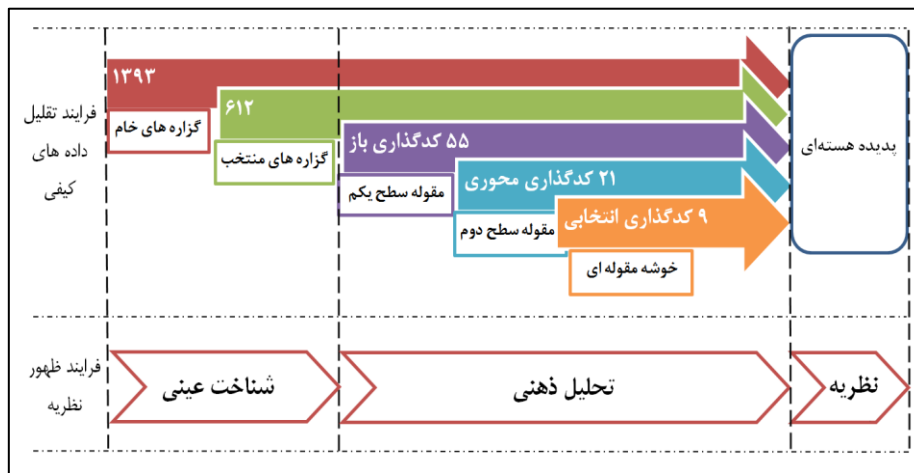 فرایند تقلیل
داده های
کیفی
۱۳۹۳
گزاره های خام
۶۱۲
گزاره های منتخب
۵۵ کدگذاری باز
مقوله سطح یکم
۲۱ کدگذاری محوری
مقوله سطح دوم
۹ کدگذاری انتخابی
خوشه مقوله ای
پدیده هسته‌ای
فرایند ظهور
نظریه
شناخت عینی
تحلیل ذهنی
نظریه